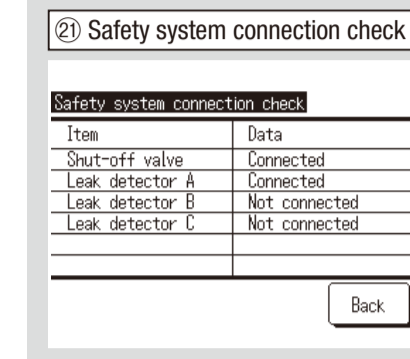 ㉑ Safety system connection check
Safety system connection check
Item Data
Shut-off valve Connected
Leak detector A Connected
Leak detector B Not connected
Leak detector C Not connected
Back